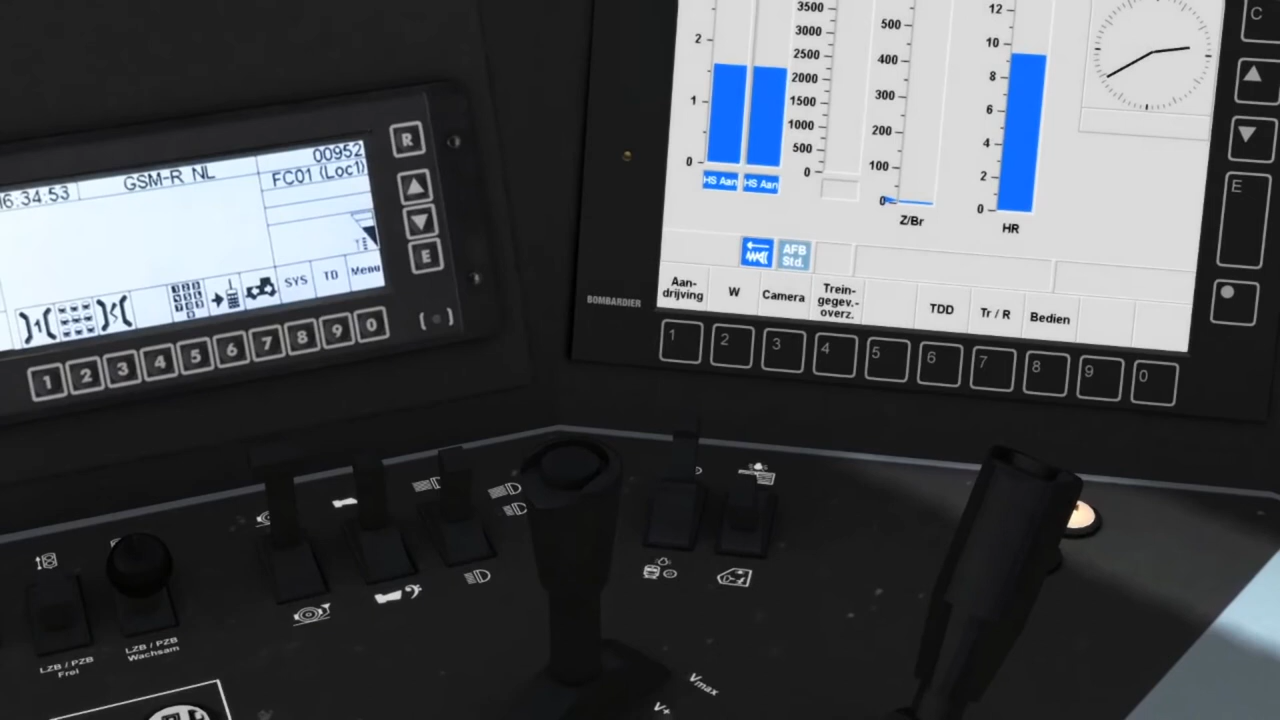 16:34:53
GSM-R NL
00952
FC01 (Loc1)
SYS
TD
Menu
R
E
1 2 3 4 5 6 7 8 9 0
2
1
0
HS Aan
HS Aan
3500
3000
2500
2000
1500
1000
500
0
500
400
300
200
100
0
Z/Br
12
10
8
6
4
2
0
HR
AFB
Std.
Aan-
drijving
W
Camera
Trein-
gegev.-
overz.
TDD
Tr / R
Bedien
BOMBARDIER
1 2 3 4 5 6 7 8 9 0
C
E
LZB / PZB
Frei
LZB / PZB
Wachsam
Vmax
V+